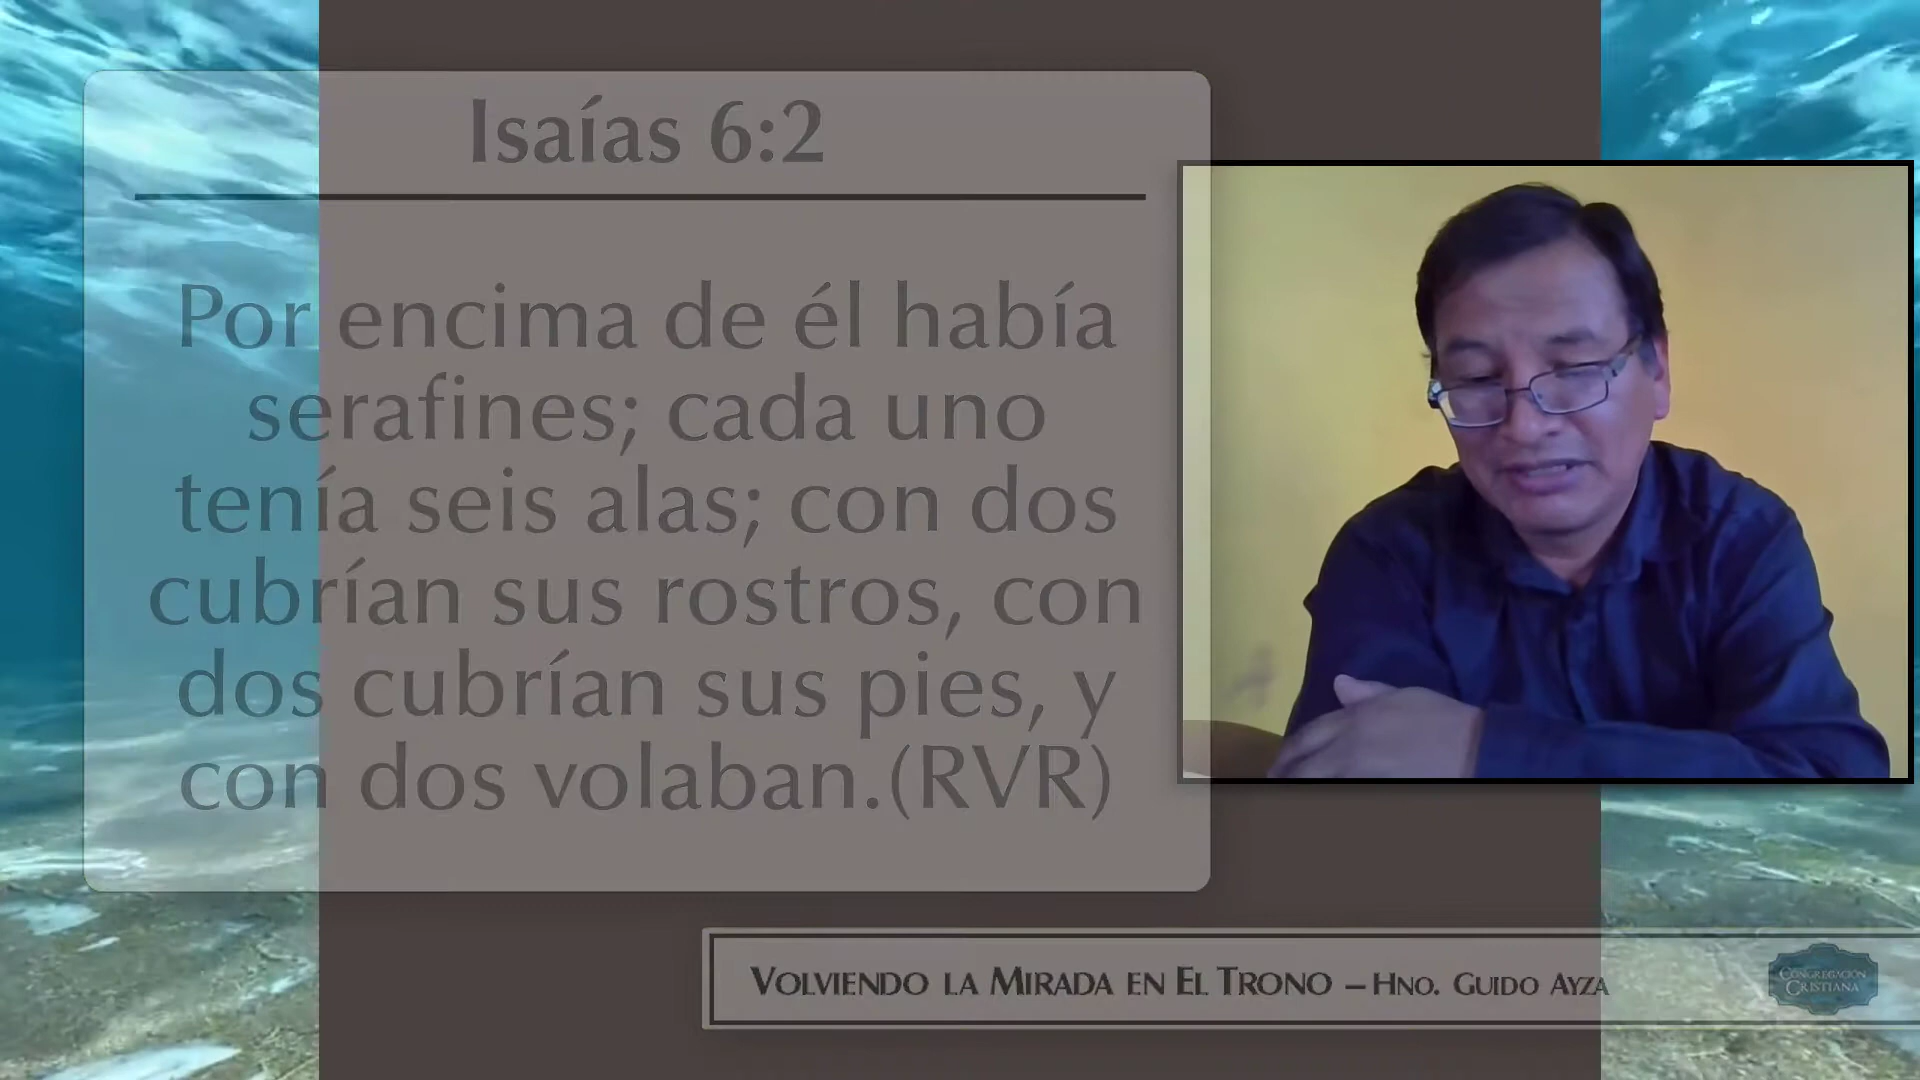 Isaías 6:2
Por encima de él había
serafines; cada uno
tenía seis alas; con dos
cubrían sus rostros, con
dos cubrían sus pies, y
con dos volaban.(RVR)
VOLVIENDO LA MIRADA EN EL TRONO – HNO. GUIDO AYZA
CONGREGACIÓN
CRISTIANA